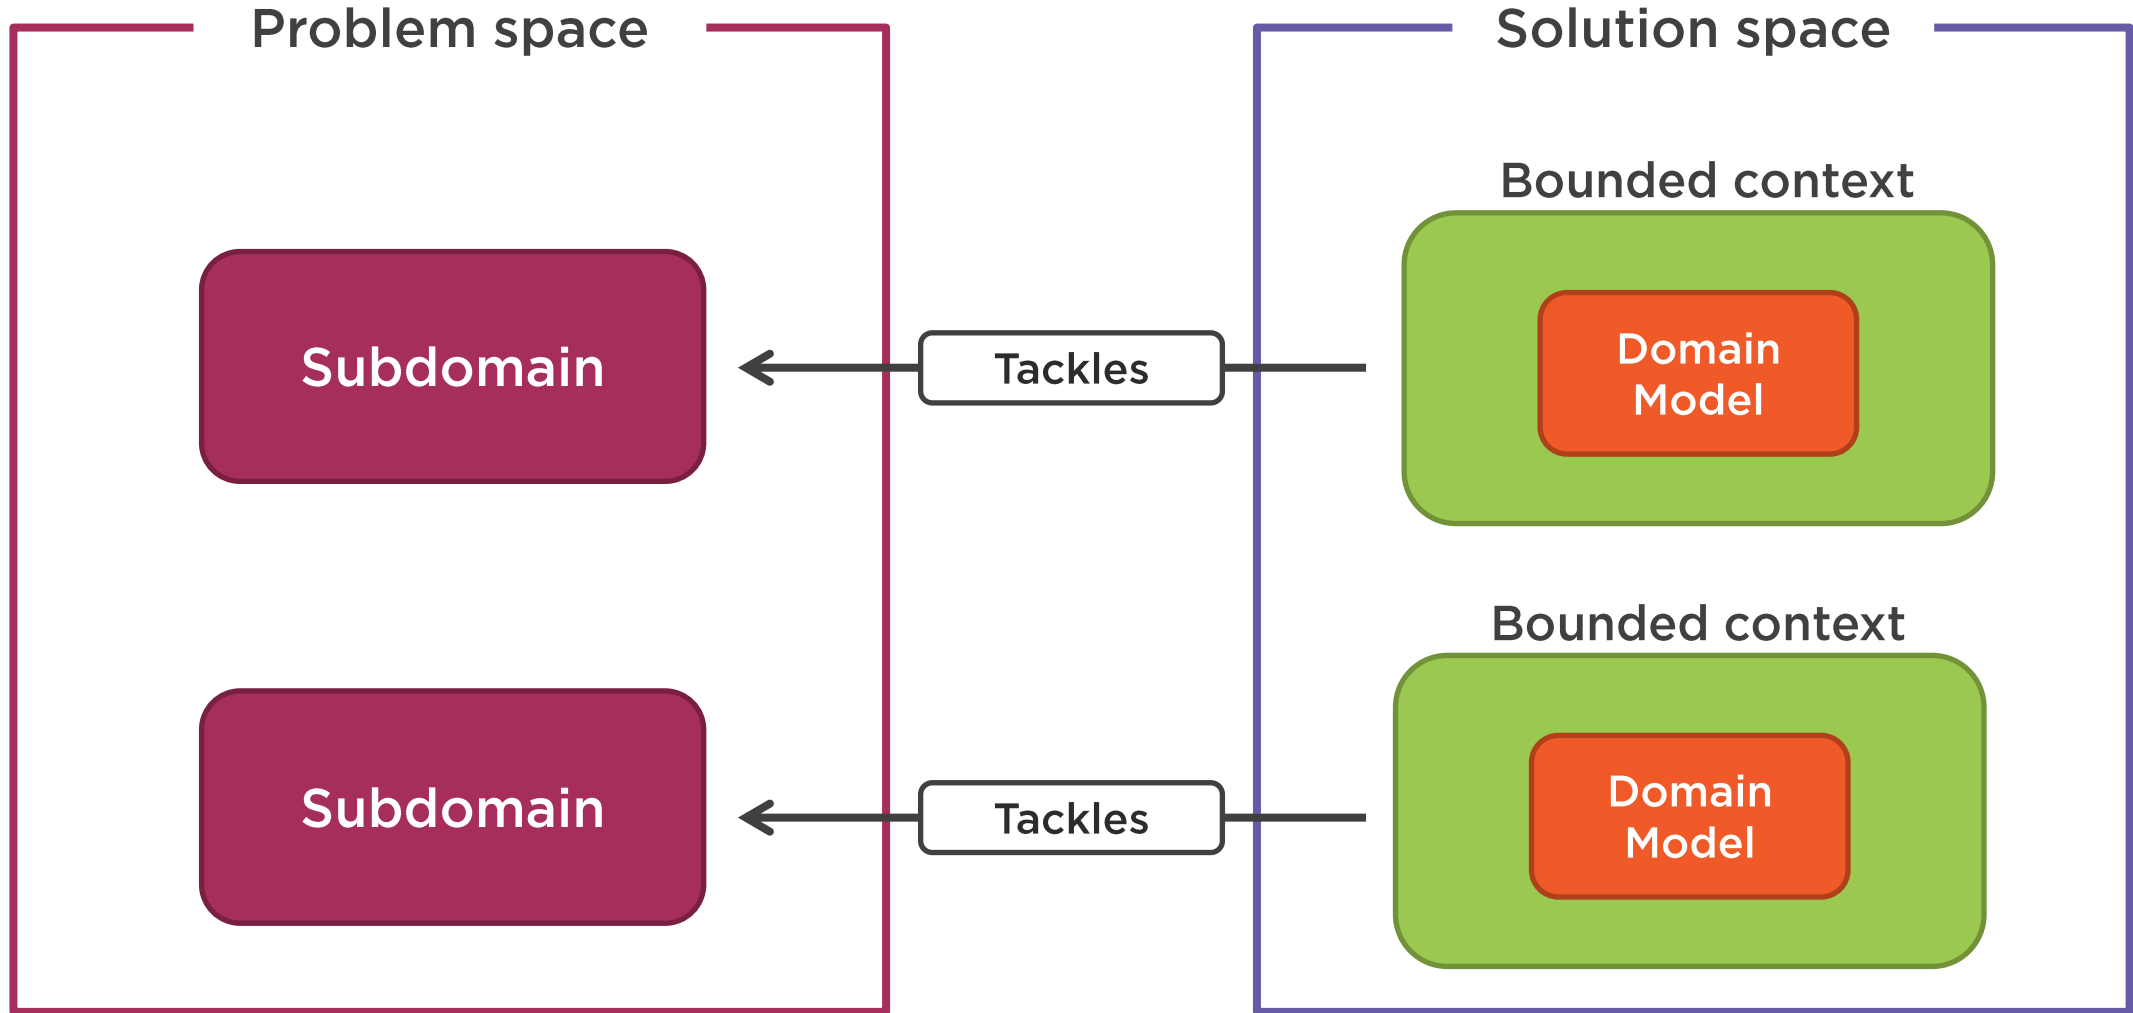 Problem space
Solution space
Bounded context
Subdomain
Tackles
Domain
Model
Bounded context
Subdomain
Tackles
Domain
Model